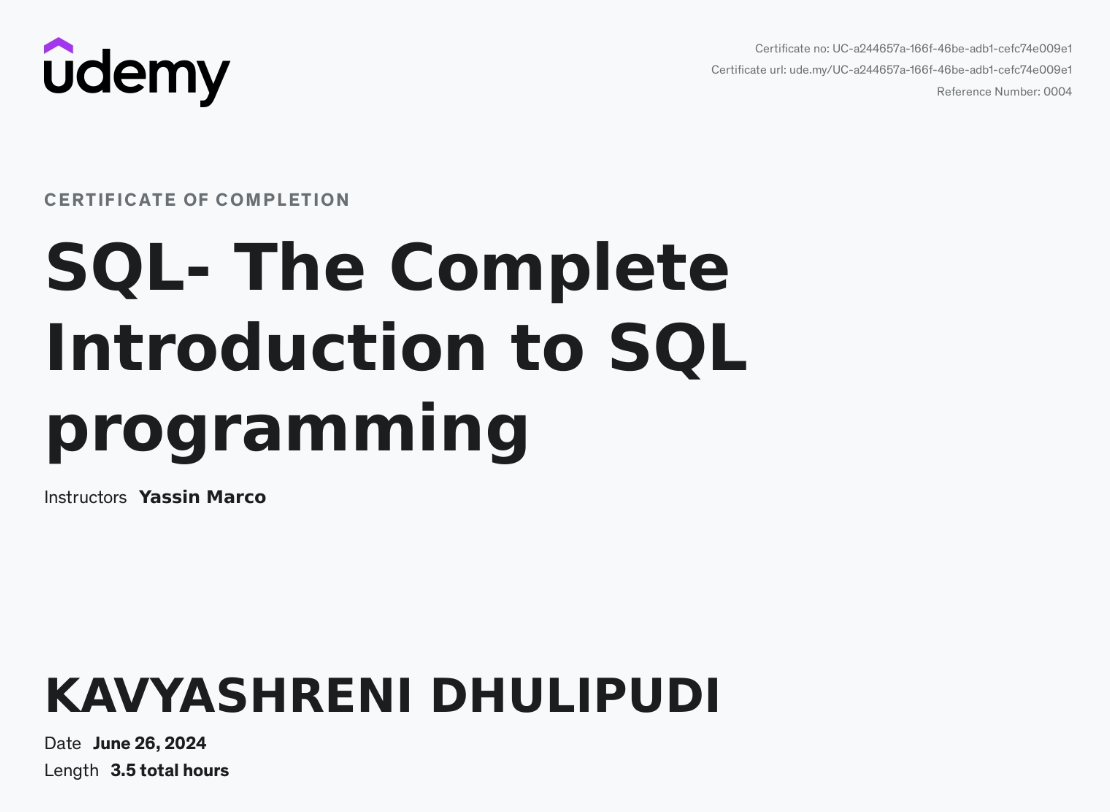 udemy
Certificate no: UC-a244657a-166f-46be-adb1-cefc74e009e1
Certificate url: ude.my/UC-a244657a-166f-46be-adb1-cefc74e009e1
Reference Number: 0004
CERTIFICATE OF COMPLETION
SQL- The Complete
Introduction to SQL
programming
Instructors Yassin Marco
KAVYASHRENI DHULIPUDI
Date June 26, 2024
Length 3.5 total hours